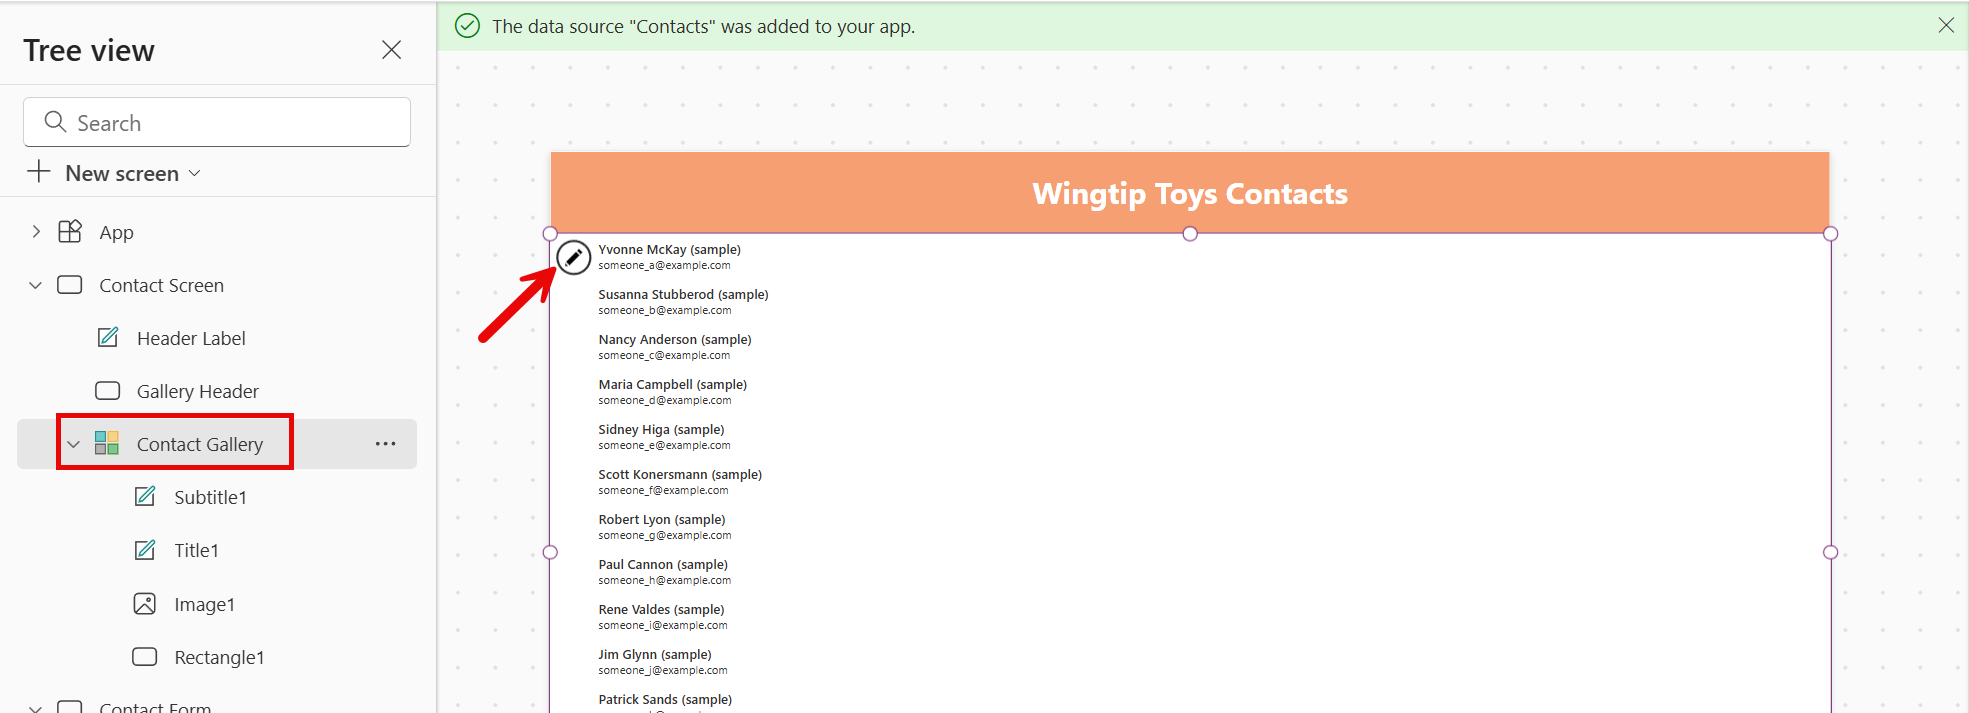 Tree view
Search
New screen
App
Contact Screen
Header Label
Gallery Header
Contact Gallery
Subtitle1
Title1
Image1
Rectangle1
Contact Form
The data source "Contacts" was added to your app.
Wingtip Toys Contacts
Yvonne McKay (sample)
someone_a@example.com
Susanna Stubberod (sample)
someone_b@example.com
Nancy Anderson (sample)
someone_c@example.com
Maria Campbell (sample)
someone_d@example.com
Sidney Higa (sample)
someone_e@example.com
Scott Konersmann (sample)
someone_f@example.com
Robert Lyon (sample)
someone_g@example.com
Paul Cannon (sample)
someone_h@example.com
Rene Valdes (sample)
someone_i@example.com
Jim Glynn (sample)
someone_j@example.com
Patrick Sands (sample)